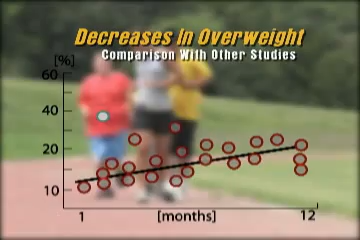 Decreases In Overweight
Comparison With Other Studies
[%]
60
40
20
10
1 [months] 12